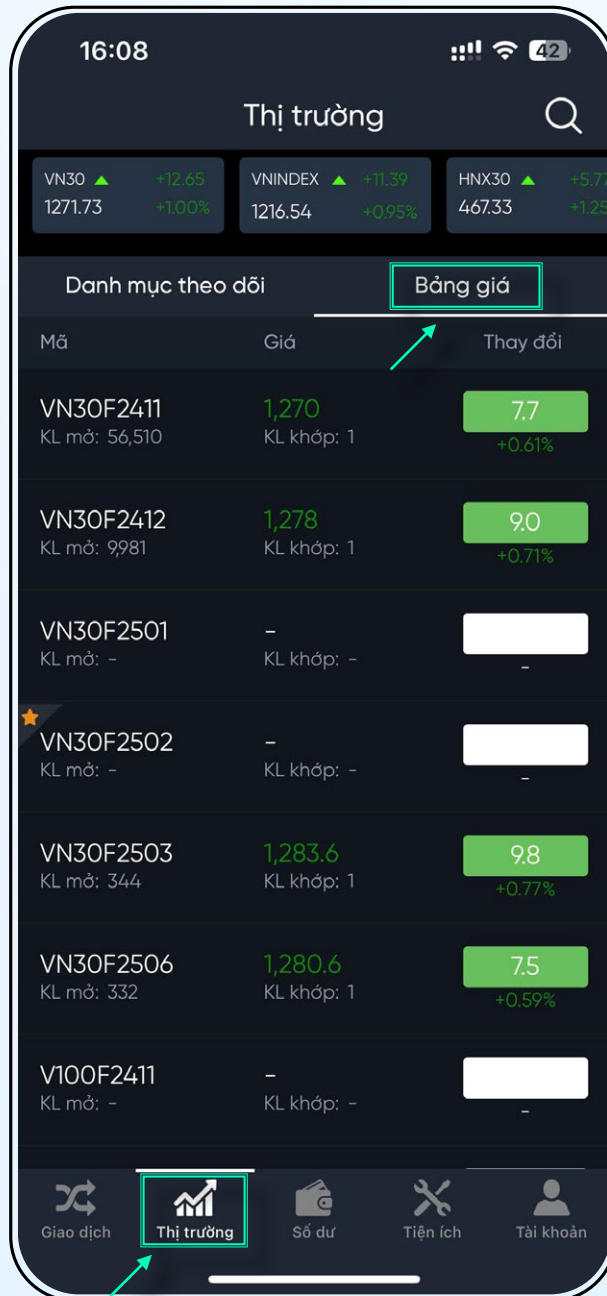 16:08 42
Thị trường
VN30 +12.65
1271.73 +1.00%
VNINDEX +11.39
1216.54 +0.95%
HNX30 +5.77
467.33 +1.25
Danh mục theo dõi Bảng giá
Mã Giá Thay đổi
VN30F2411 1,270 7.7
KL mở: 56,510 KL khớp: 1 +0.61%
VN30F2412 1,278 9.0
KL mở: 9,981 KL khớp: 1 +0.71%
VN30F2501 -
KL mở: - KL khớp: - -
VN30F2502 -
KL mở: - KL khớp: - -
VN30F2503 1,283.6 9.8
KL mở: 344 KL khớp: 1 +0.77%
VN30F2506 1,280.6 7.5
KL mở: 332 KL khớp: 1 +0.59%
V100F2411 -
KL mở: - KL khớp: - -
Giao dịch Thị trường Số dư Tiện ích Tài khoản